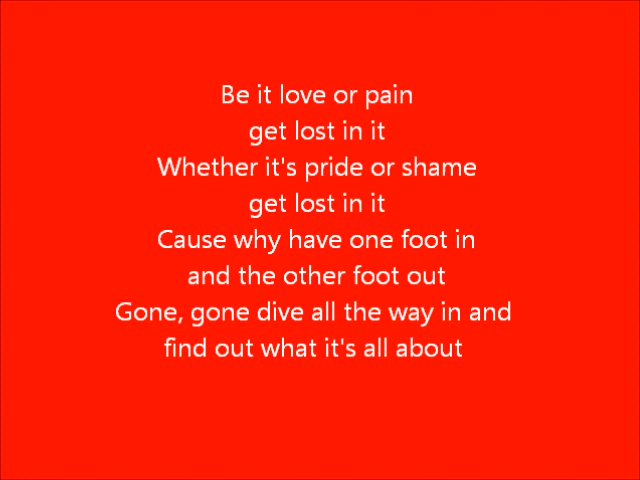 Be it love or pain
get lost in it
Whether it's pride or shame
get lost in it
Cause why have one foot in
and the other foot out
Gone, gone dive all the way in and
find out what it's all about